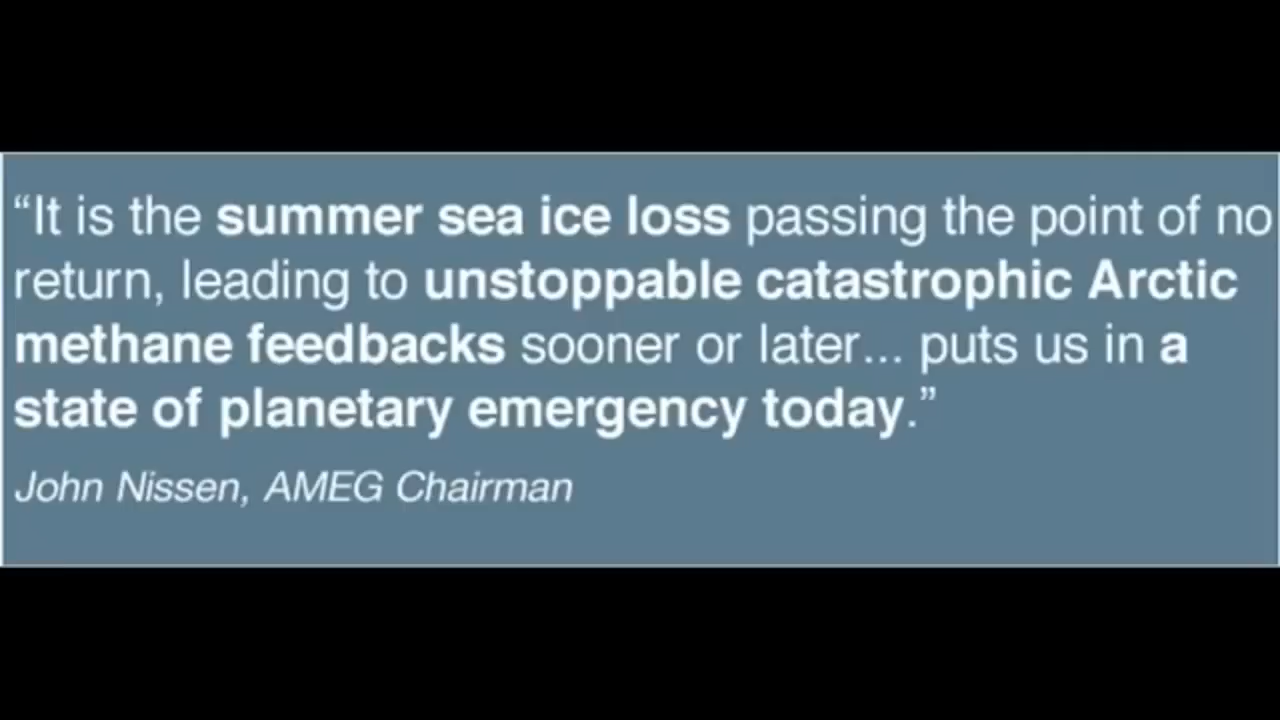 “It is the summer sea ice loss passing the point of no
return, leading to unstoppable catastrophic Arctic
methane feedbacks sooner or later... puts us in a
state of planetary emergency today.”
John Nissen, AMEG Chairman